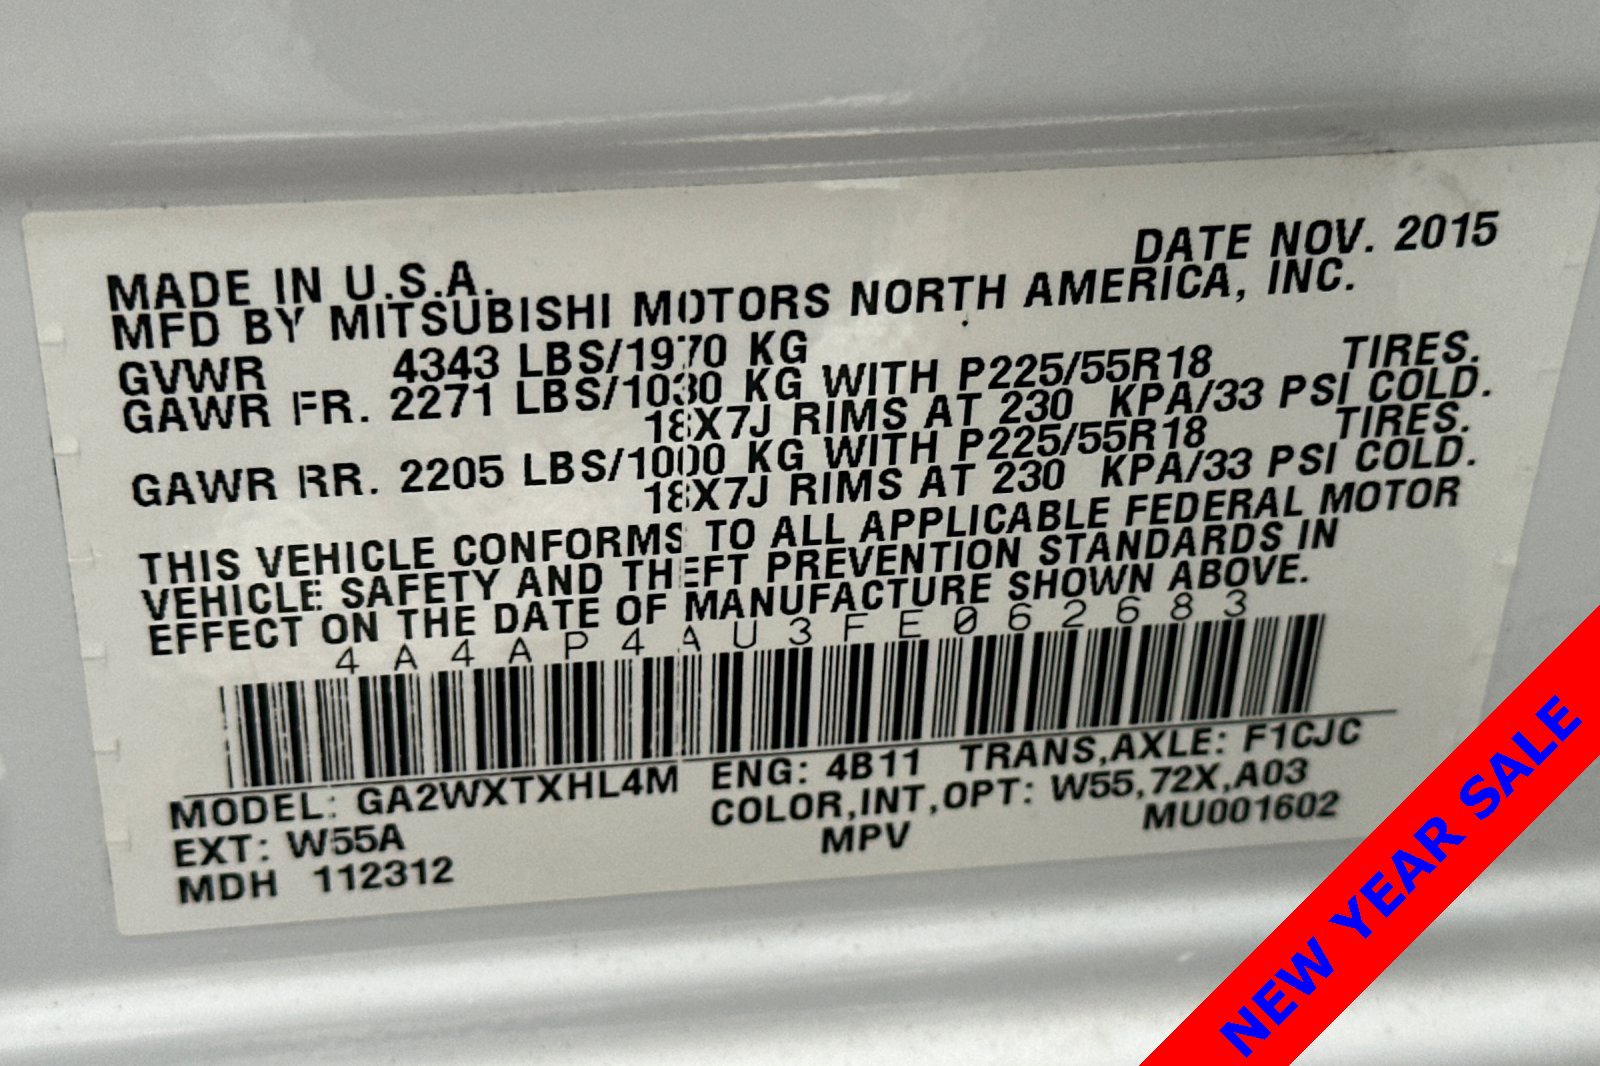 DATE NOV. 2015
MADE IN U.S.A.
MFD BY MITSUBISHI MOTORS NORTH AMERICA, INC.
GVWR 4343 LBS/1970 KG
GAWR FR. 2271 LBS/1030 KG WITH P225/55R18 TIRES.
18X7J RIMS AT 230 KPA/33 PSI COLD.
GAWR RR. 2205 LBS/1000 KG WITH P225/55R18 TIRES.
18X7J RIMS AT 230 KPA/33 PSI COLD.
THIS VEHICLE CONFORMS TO ALL APPLICABLE FEDERAL MOTOR
VEHICLE SAFETY AND THEFT PREVENTION STANDARDS IN
EFFECT ON THE DATE OF MANUFACTURE SHOWN ABOVE.
4A4AP4AU3FE062683
MODEL: GA2WXTXHL4M ENG: 4B11 TRANS,AXLE: F1CJC
EXT: W55A COLOR,INT,OPT: W55,72X,A03
MDH 112312 MPV MU001602
NEW YEAR SALE